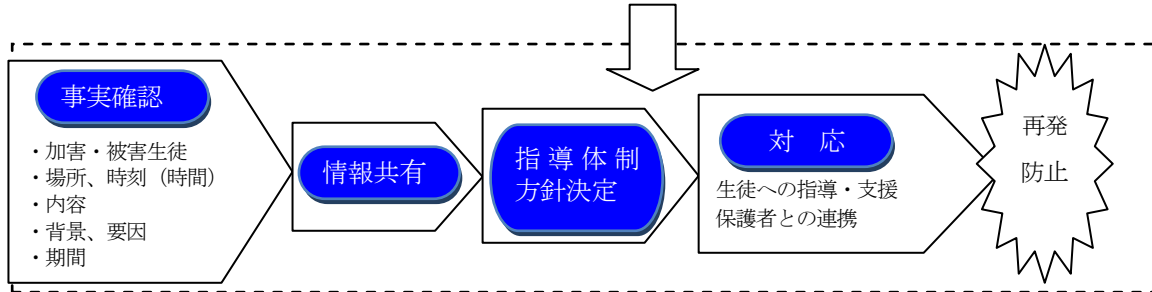 事実確認
・加害・被害生徒
・場所、時刻（時間）
・内容
・背景、要因
・期間
情報共有
指導体制
方針決定
対　応
生徒への指導・支援
保護者との連携
再発
防止